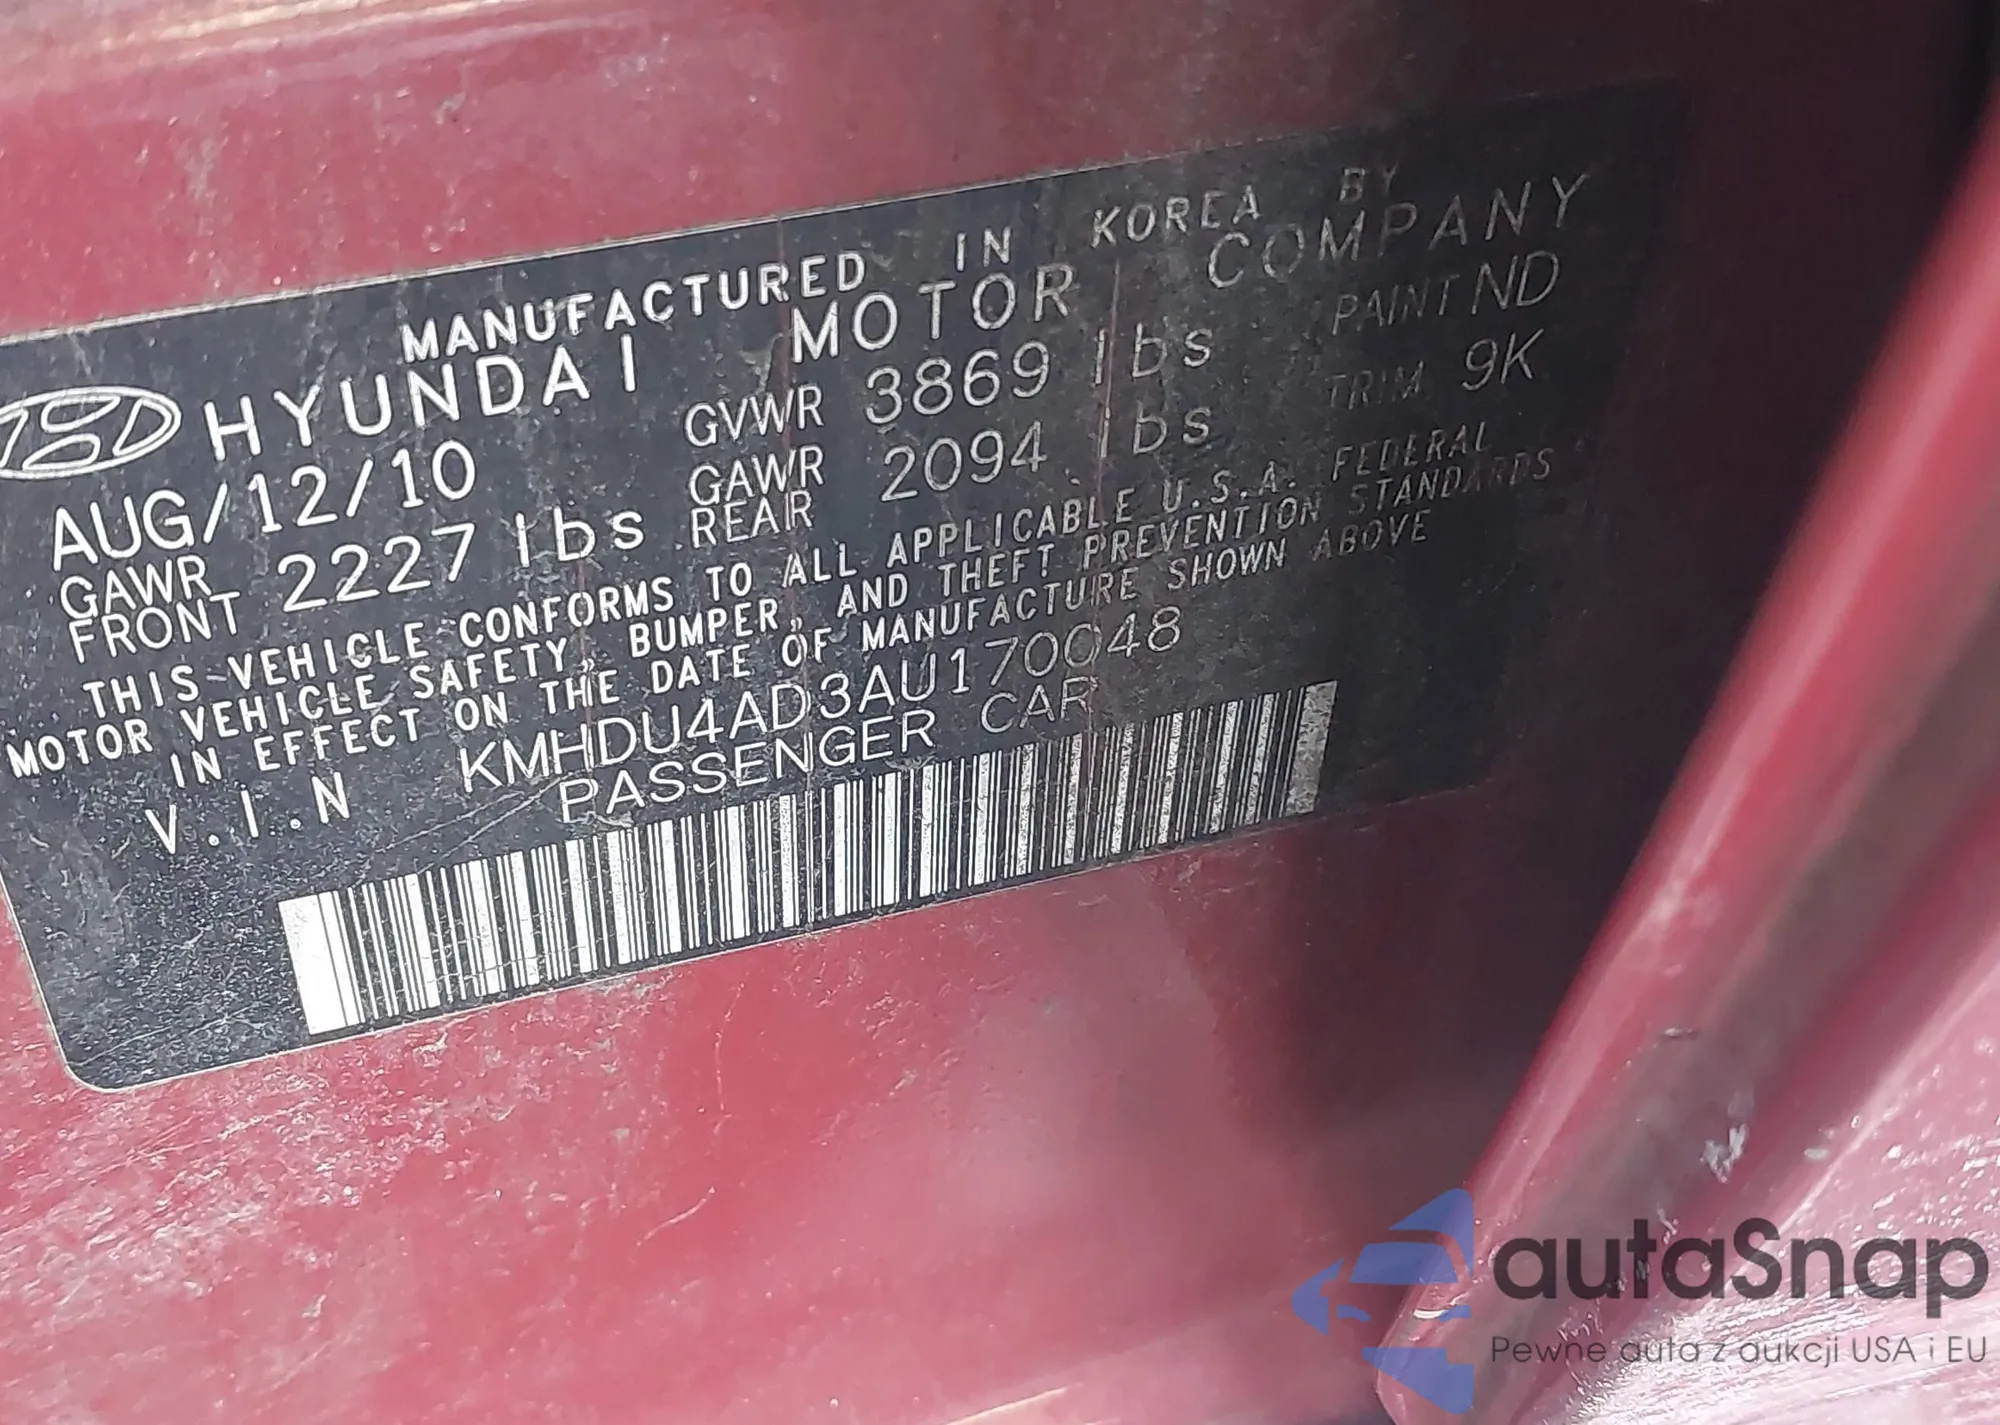 MANUFACTURED IN KOREA BY
HYUNDAI MOTOR COMPANY
AUG/12/10 GVWR 3869 lbs PAINT ND
GAWR FRONT 2227 lbs GAWR REAR 2094 lbs TRIM 9K
THIS VEHICLE CONFORMS TO ALL APPLICABLE U.S.A. FEDERAL
MOTOR VEHICLE SAFETY, BUMPER, AND THEFT PREVENTION STANDARDS
IN EFFECT ON THE DATE OF MANUFACTURE SHOWN ABOVE
V.I.N KMHDU4AD3AU170048
PASSENGER CAR
autaSnap
Pewne auta z aukcji USA i EU